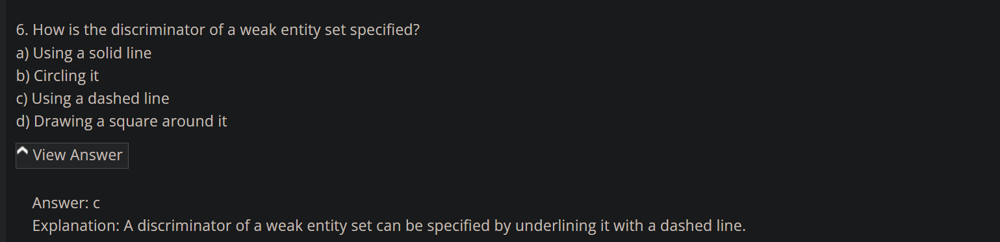 6. How is the discriminator of a weak entity set specified?
a) Using a solid line
b) Circling it
c) Using a dashed line
d) Drawing a square around it
View Answer
Answer: c
Explanation: A discriminator of a weak entity set can be specified by underlining it with a dashed line.